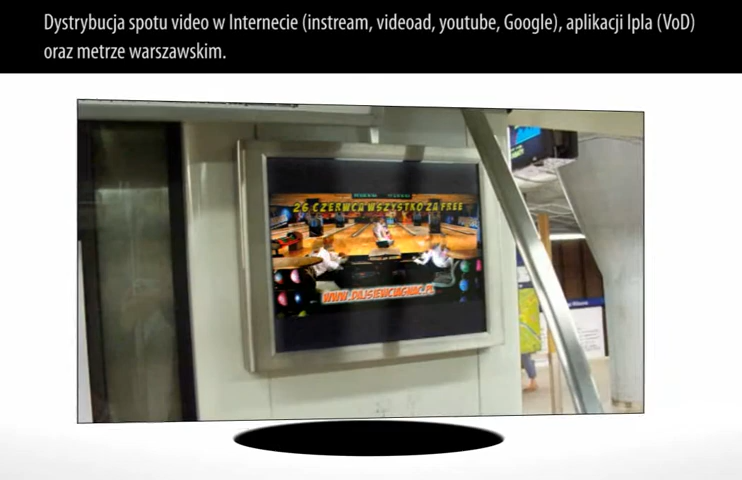 Dystrybucja spotu video w Internecie (instream, videoad, youtube, Google), aplikacji Ipla (VoD)
oraz metrze warszawskim.
26 CZERWCA WSZYSTKO ZA FREE